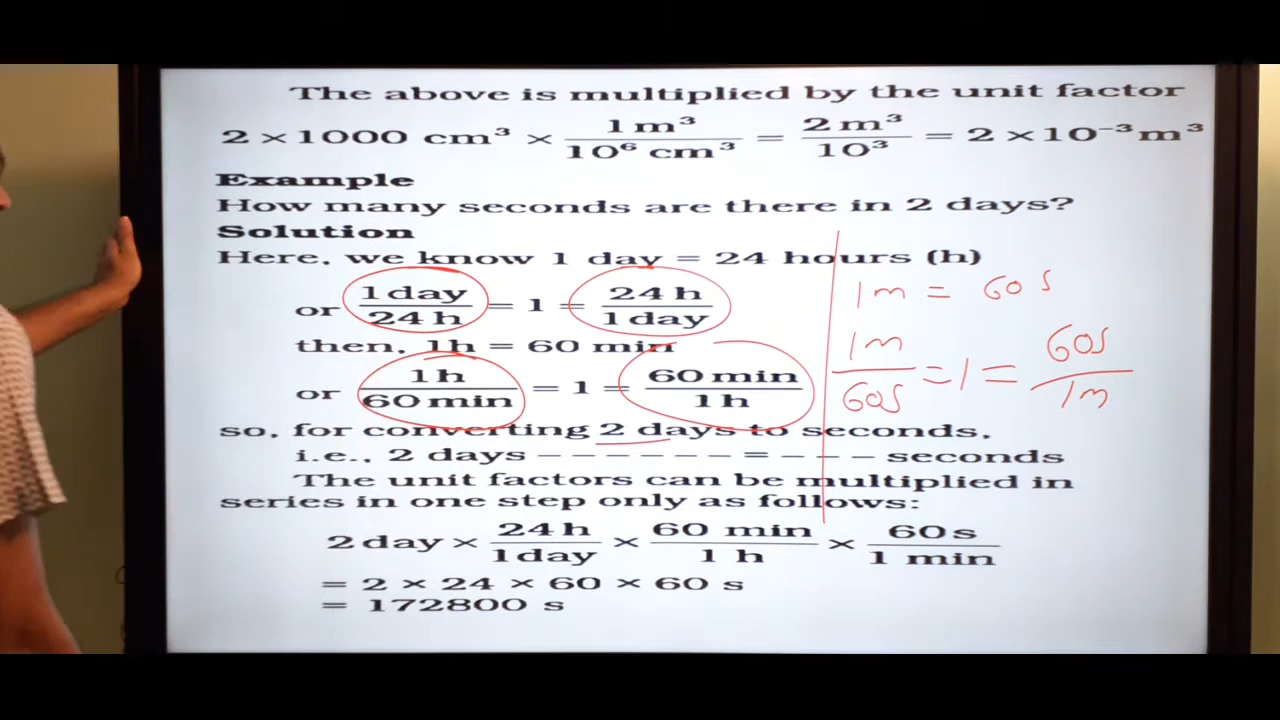 The above is multiplied by the unit factor
2 × 1000 cm³ × 1 m³ / 10⁶ cm³ = 2 m³ / 10³ = 2 × 10⁻³ m³
Example
How many seconds are there in 2 days?
Solution
Here, we know 1 day = 24 hours (h)
or 1 day / 24 h = 1 = 24 h / 1 day
then, 1h = 60 min
or 1 h / 60 min = 1 = 60 min / 1 h
so, for converting 2 days to seconds,
i.e., 2 days – – – – – – – = – – – seconds
The unit factors can be multiplied in
series in one step only as follows:
2 day × 24 h / 1 day × 60 min / 1 h × 60 s / 1 min
= 2 × 24 × 60 × 60 s
= 172800 s
1m = 60 s
1m / 60s = 1 = 60s / 1m